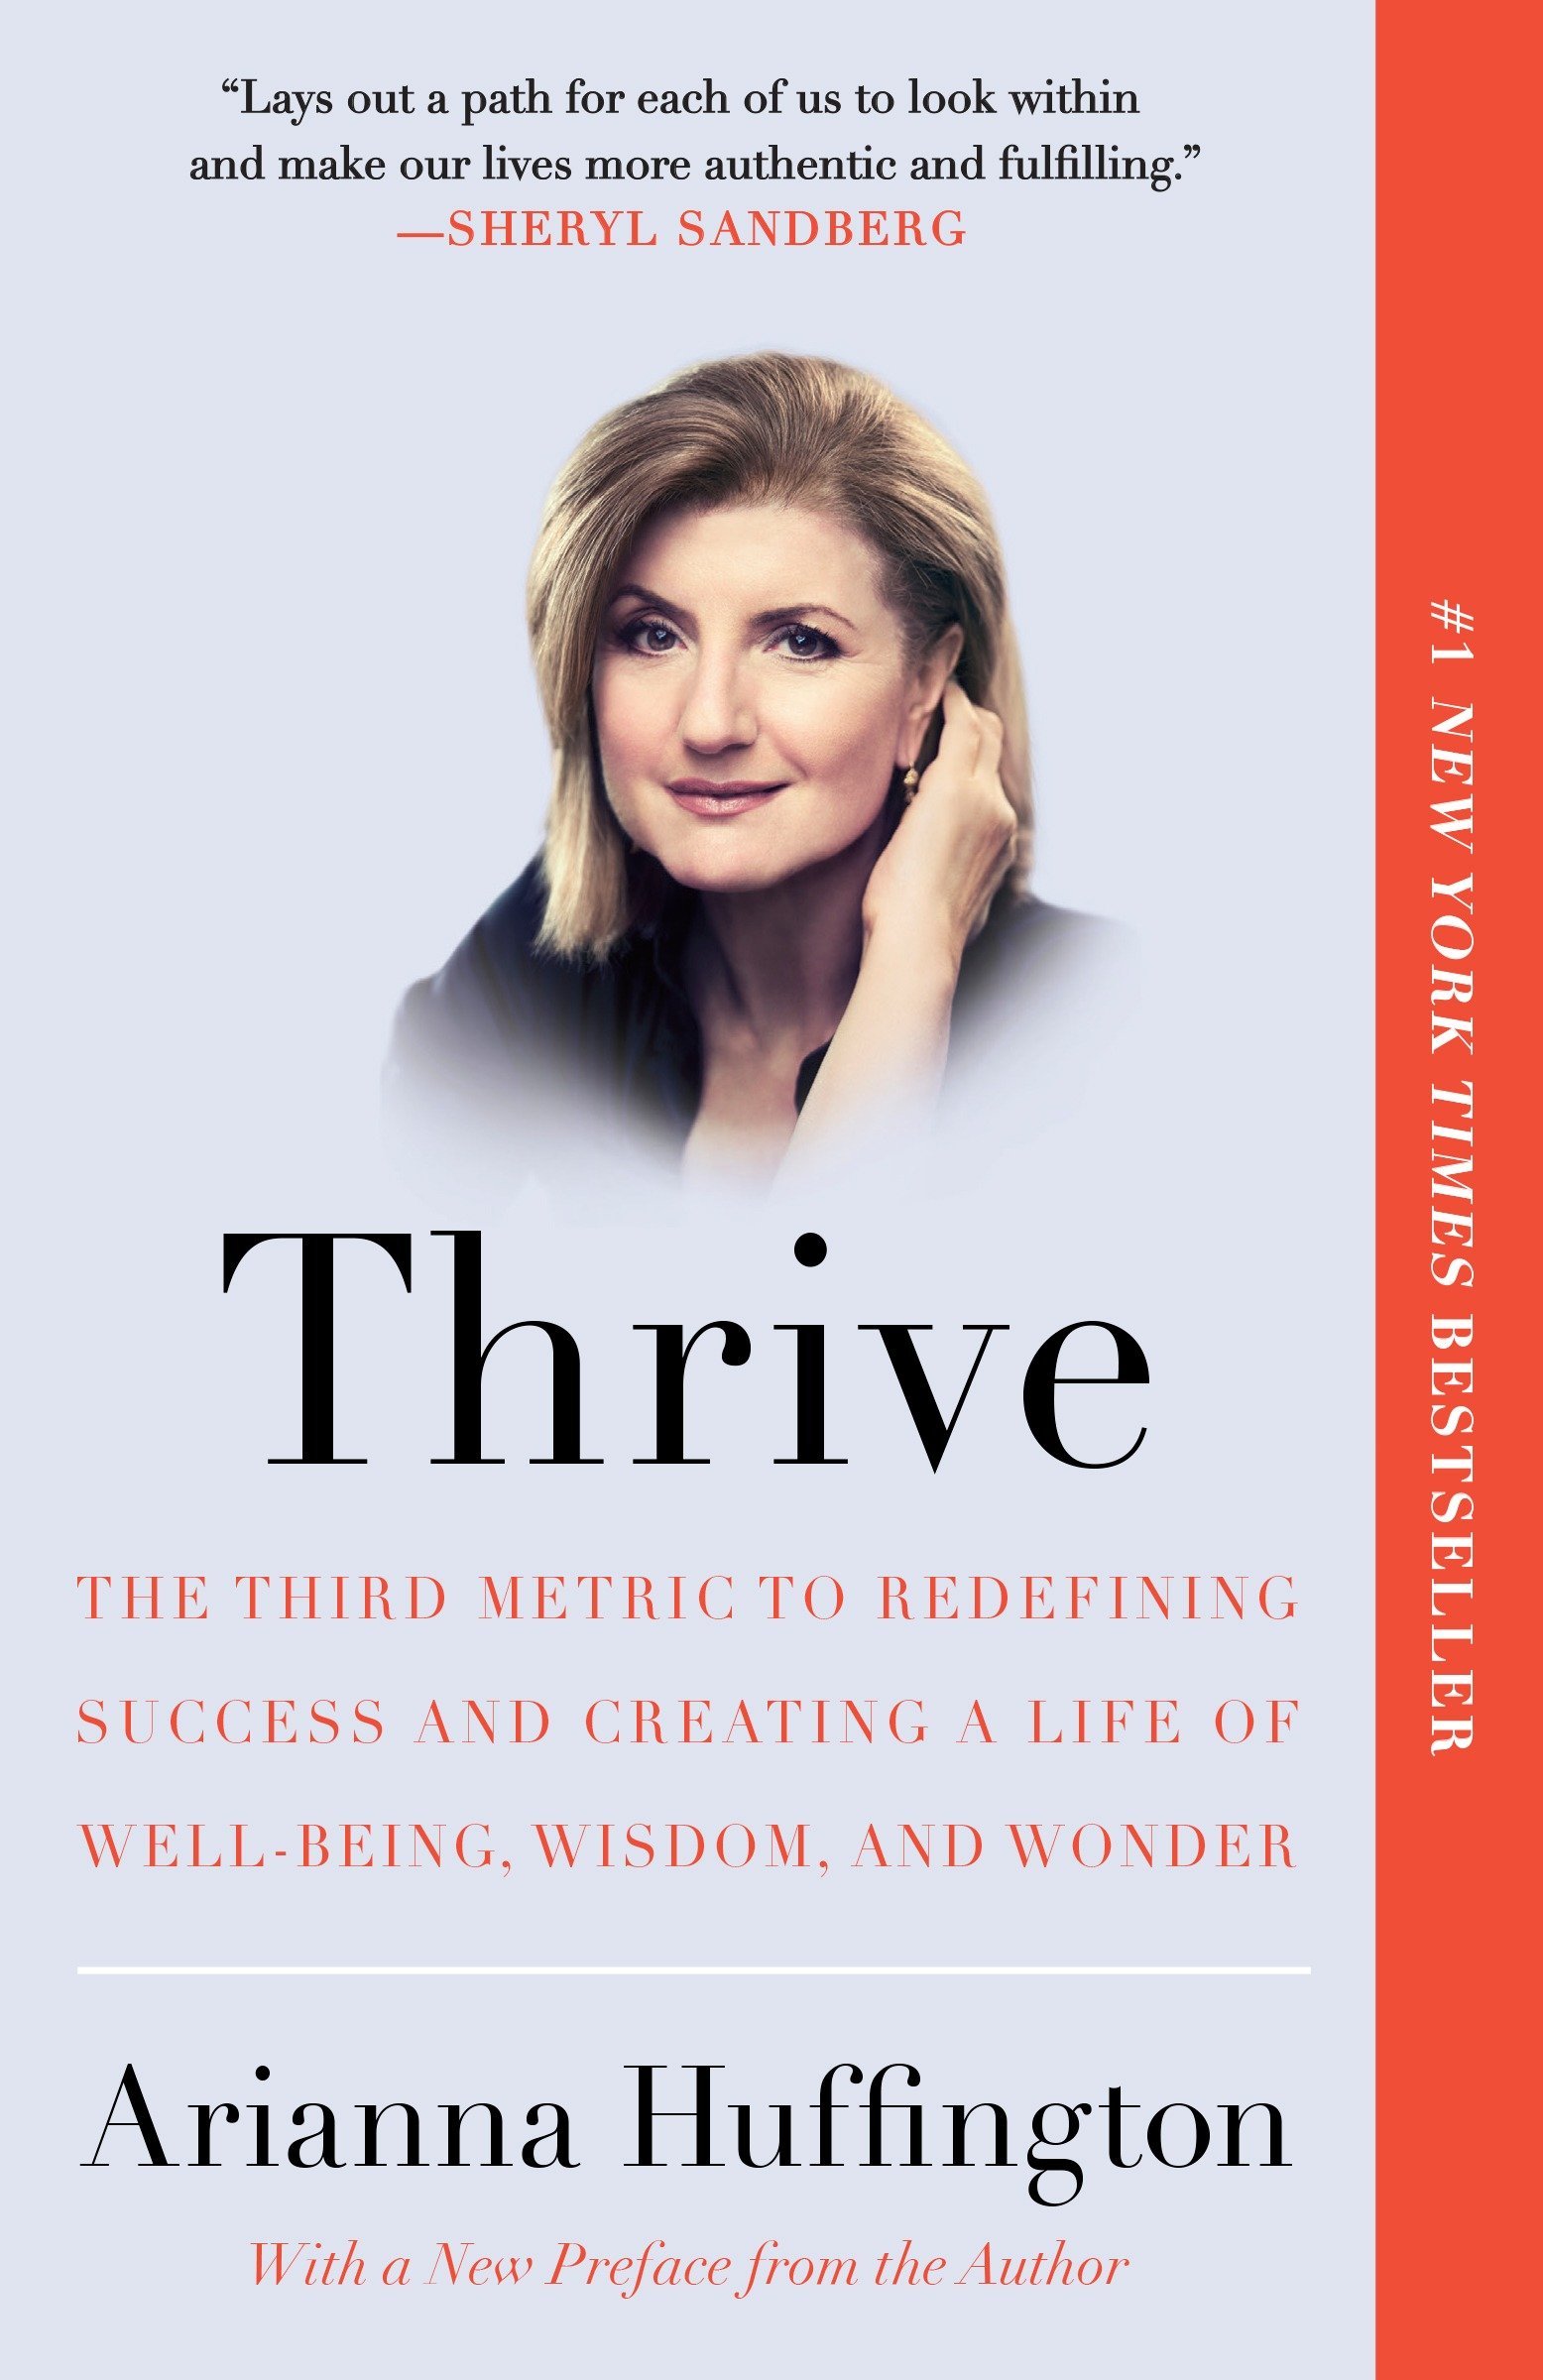 “Lays out a path for each of us to look within
and make our lives more authentic and fulfilling.”
—SHERYL SANDBERG
Thrive
THE THIRD METRIC TO REDEFINING
SUCCESS AND CREATING A LIFE OF
WELL-BEING, WISDOM, AND WONDER
Arianna Huffington
With a New Preface from the Author
#1 NEW YORK TIMES BESTSELLER